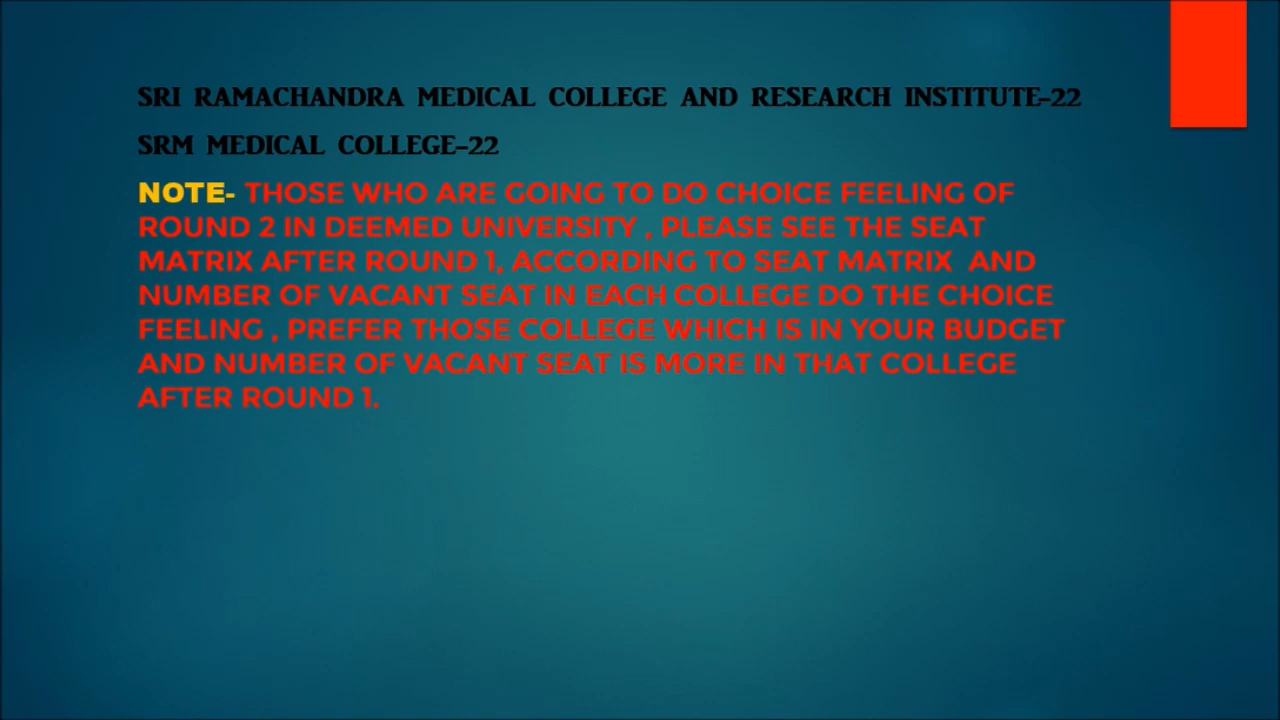 SRI RAMACHANDRA MEDICAL COLLEGE AND RESEARCH INSTITUTE-22
SRM MEDICAL COLLEGE-22
NOTE- THOSE WHO ARE GOING TO DO CHOICE FEELING OF
ROUND 2 IN DEEMED UNIVERSITY , PLEASE SEE THE SEAT
MATRIX AFTER ROUND 1, ACCORDING TO SEAT MATRIX AND
NUMBER OF VACANT SEAT IN EACH COLLEGE DO THE CHOICE
FEELING , PREFER THOSE COLLEGE WHICH IS IN YOUR BUDGET
AND NUMBER OF VACANT SEAT IS MORE IN THAT COLLEGE
AFTER ROUND 1.